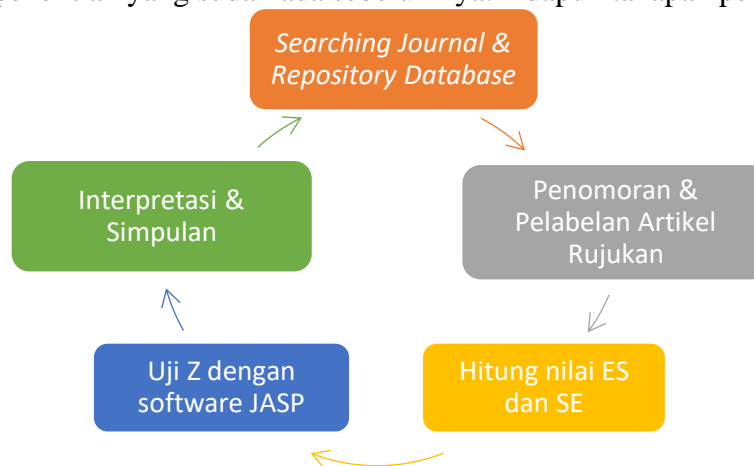 Searching Journal &
Repository Database
Penomoran &
Pelabelan Artikel
Rujukan
Hitung nilai ES
dan SE
Uji Z dengan
software JASP
Interpretasi &
Simpulan